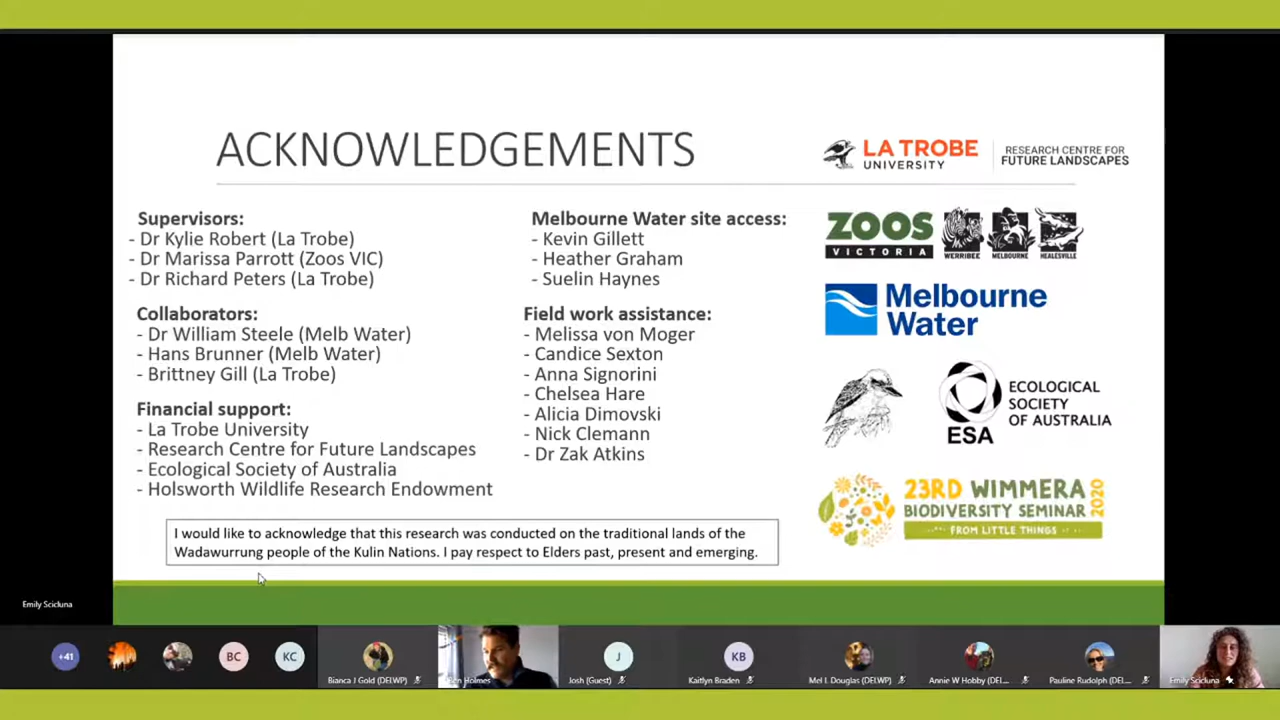 ACKNOWLEDGEMENTS
LA TROBE
UNIVERSITY
RESEARCH CENTRE FOR
FUTURE LANDSCAPES
Supervisors:
- Dr Kylie Robert (La Trobe)
- Dr Marissa Parrott (Zoos VIC)
- Dr Richard Peters (La Trobe)
Collaborators:
- Dr William Steele (Melb Water)
- Hans Brunner (Melb Water)
- Brittney Gill (La Trobe)
Financial support:
- La Trobe University
- Research Centre for Future Landscapes
- Ecological Society of Australia
- Holsworth Wildlife Research Endowment
Melbourne Water site access:
- Kevin Gillett
- Heather Graham
- Suelin Haynes
Field work assistance:
- Melissa von Moger
- Candice Sexton
- Anna Signorini
- Chelsea Hare
- Alicia Dimovski
- Nick Clemann
- Dr Zak Atkins
ZOOS
VICTORIA
WERRIBEE MELBOURNE HEALESVILLE
Melbourne
Water
ESA
ECOLOGICAL
SOCIETY
OF AUSTRALIA
23RD WIMMERA
BIODIVERSITY SEMINAR
2020
FROM LITTLE THINGS
I would like to acknowledge that this research was conducted on the traditional lands of the
Wadawurrung people of the Kulin Nations. I pay respect to Elders past, present and emerging.
Emily Scicluna
+41
BC
KC
J
KB
Bianca J Gold (DELWP)
Ben Holmes
Josh (Guest)
Kaitlyn Braden
Mel I. Douglas (DELWP)
Annie W Hobby (DEL...
Pauline Rudolph (DEL...
Emily Scicluna